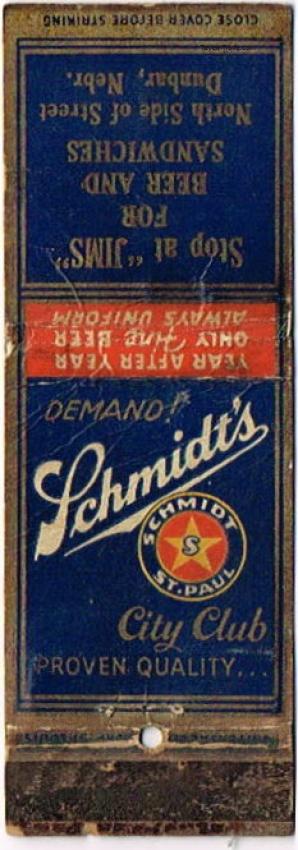 CLOSE COVER BEFORE STRIKING
Stop at "JIMS"
FOR
BEER AND
SANDWICHES
North Side of Street
Dunbar, Nebr.
YEAR AFTER YEAR
ONLY Fine BEER
ALWAYS UNIFORM
DEMAND!
Schmidt's
SCHMIDT
S
ST. PAUL
City Club
PROVEN QUALITY...